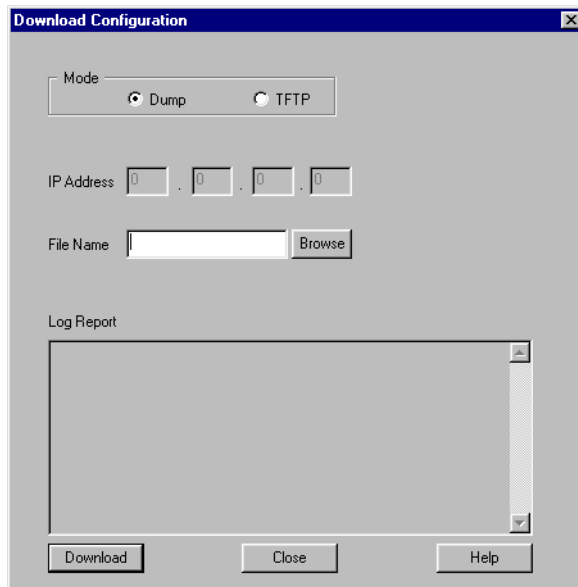 Download Configuration
Mode
Dump TFTP
IP Address 0 . 0 . 0 . 0
File Name Browse
Log Report
Download Close Help